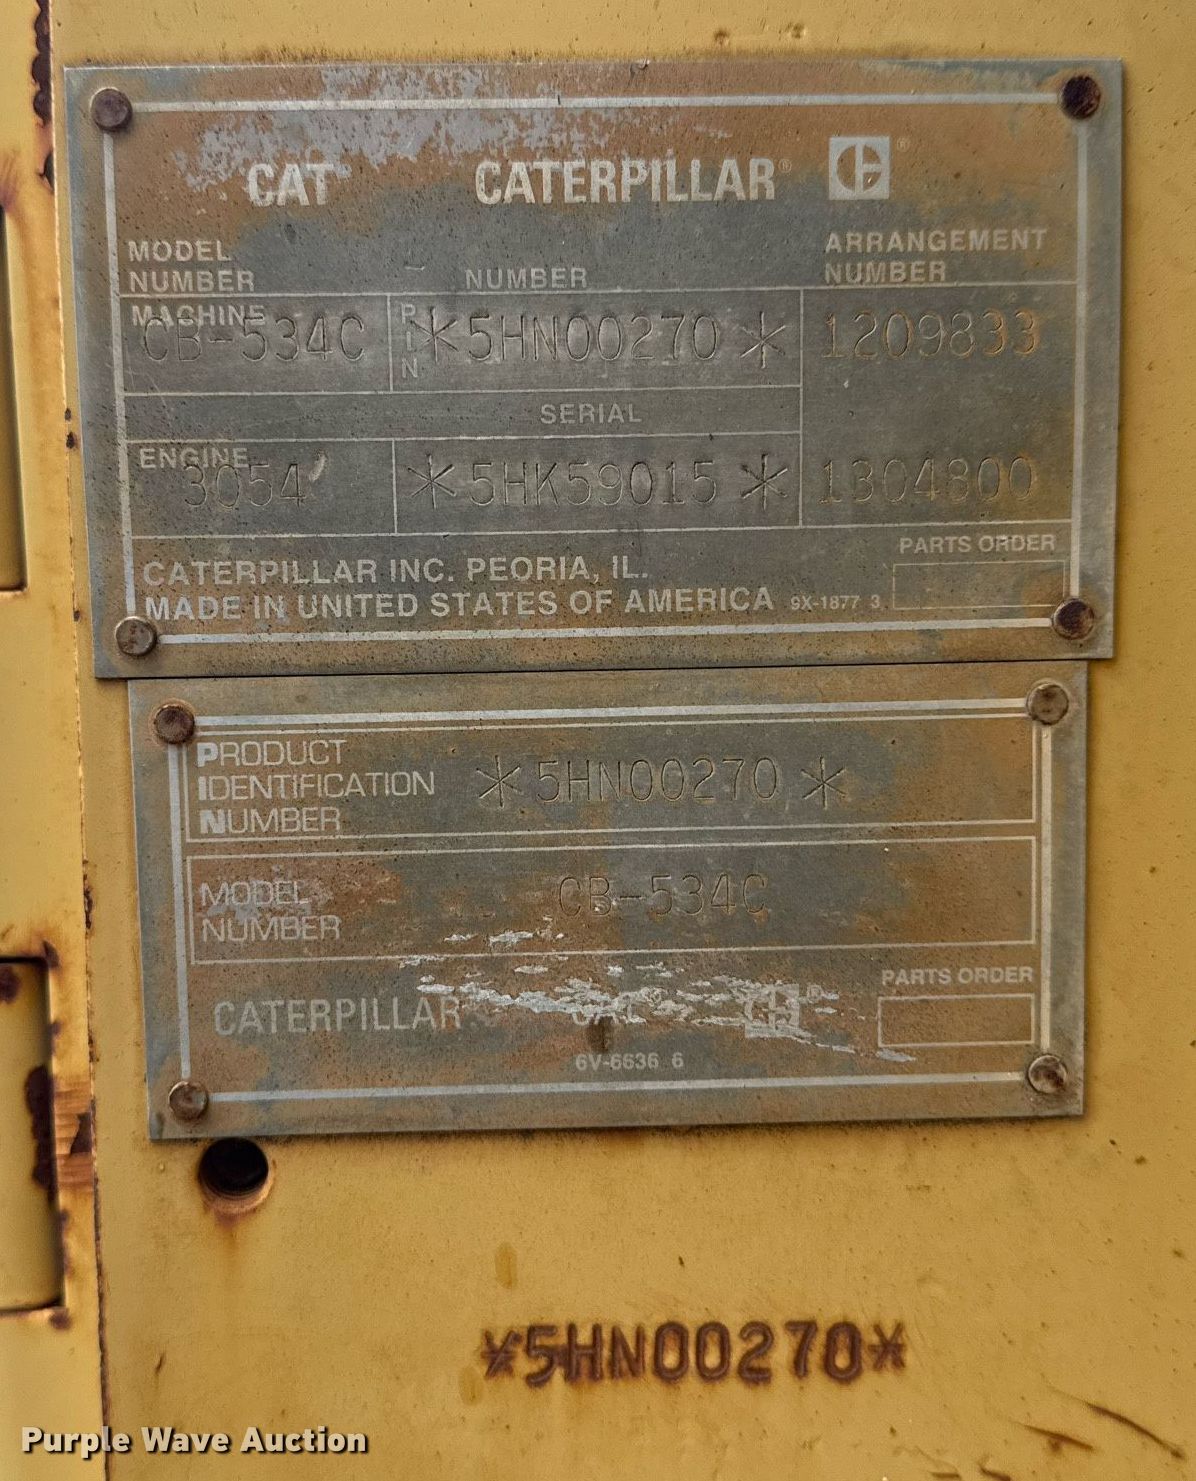 CAT CATERPILLAR®
MODEL NUMBER
NUMBER
ARRANGEMENT NUMBER
MACHINE
CB-534C
PIN
*5HN00270*
1209833
SERIAL
ENGINE
3054
*5HK59015*
1304800
CATERPILLAR INC. PEORIA, IL.
MADE IN UNITED STATES OF AMERICA 9X-1877 3
PARTS ORDER
PRODUCT
IDENTIFICATION
NUMBER
*5HN00270*
MODEL
NUMBER
CB-534C
CATERPILLAR
PARTS ORDER
6V-6636 6
*5HN00270*
Purple Wave Auction